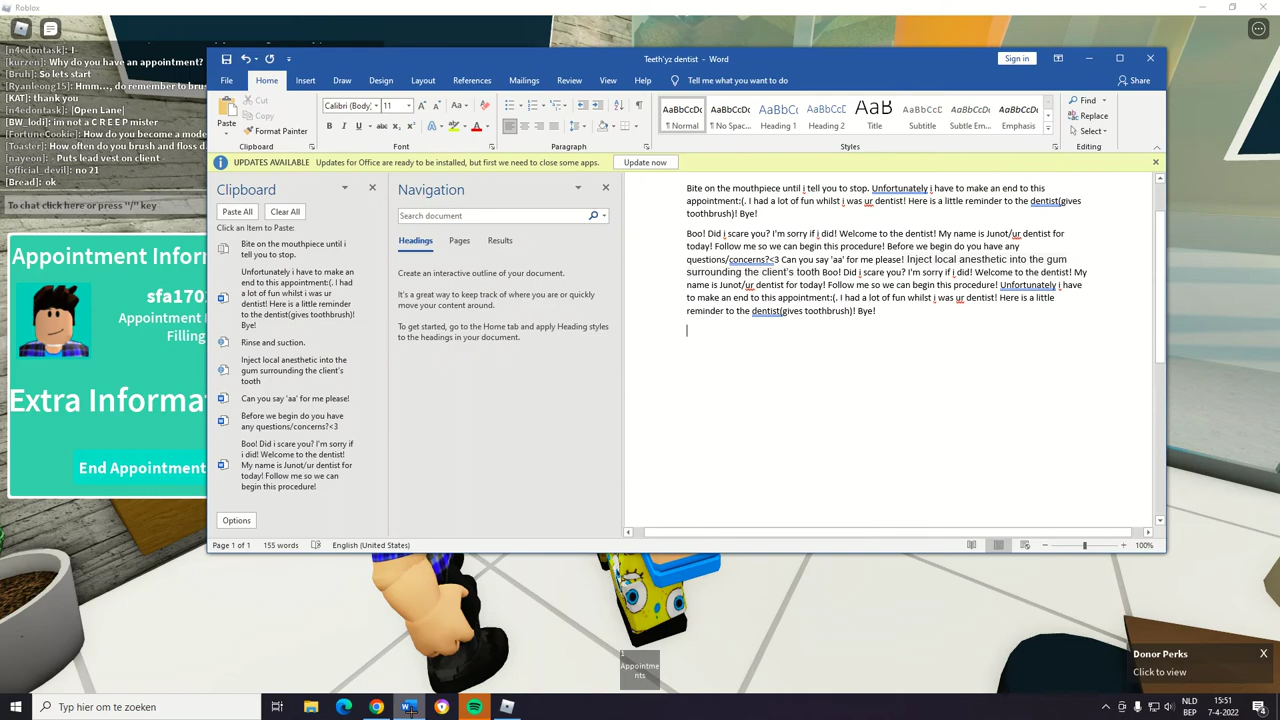 Roblox
[n4edontask]: I-
[kurzen]: Why do you have an appointment?
[Bruh]: So lets start
[Ryanleong15]: Hmm..., do remember to brus
[KAT]: thank you
[n4edontask]: |Open Lane|
[BW_lodi]: im not a C R E E P mister
[FortuneCookie]: How do you become a mode
[Toaster]: How often do you brush and floss d
[nayeon]: - Puts lead vest on client
[official_devil]: no 21
[Bread]: ok
To chat click here or press "/" key
Appointment Infor
sfa170
Appointment
Filling
Extra Informa
End Appointment
Teeth'yz dentist - Word
Sign in
File Home Insert Draw Design Layout References Mailings Review View Help Tell me what you want to do Share
Paste
Cut
Copy
Format Painter
Clipboard
Calibri (Body) 11
Font
Paragraph
AaBbCcDc AaBbCcDc AaBbCc AaBbCcC AaB AaBbCcC AaBbCcDc AaBbCcDc
¶ Normal ¶ No Spac... Heading 1 Heading 2 Title Subtitle Subtle Em... Emphasis
Styles
Find
Replace
Select
Editing
UPDATES AVAILABLE Updates for Office are ready to be installed, but first we need to close some apps. Update now
Clipboard
Paste All Clear All
Click an Item to Paste:
Bite on the mouthpiece until i
tell you to stop.
Unfortunately i have to make an
end to this appointment:(. I had
a lot of fun whilst i was ur
dentist! Here is a little reminder
to the dentist(gives toothbrush)!
Bye!
Rinse and suction.
Inject local anesthetic into the
gum surrounding the client's
tooth
Can you say 'aa' for me please!
Before we begin do you have
any questions/concerns?<3
Boo! Did i scare you? I'm sorry if
i did! Welcome to the dentist!
My name is Junot/ur dentist for
today! Follow me so we can
begin this procedure!
Options
Navigation
Search document
Headings Pages Results
Create an interactive outline of your document.
It's a great way to keep track of where you are or quickly
move your content around.
To get started, go to the Home tab and apply Heading styles
to the headings in your document.
Bite on the mouthpiece until i tell you to stop. Unfortunately i have to make an end to this
appointment:(. I had a lot of fun whilst i was ur dentist! Here is a little reminder to the dentist(gives
toothbrush)! Bye!
Boo! Did i scare you? I'm sorry if i did! Welcome to the dentist! My name is Junot/ur dentist for
today! Follow me so we can begin this procedure! Before we begin do you have any
questions/concerns?<3 Can you say 'aa' for me please! Inject local anesthetic into the gum
surrounding the client's tooth Boo! Did i scare you? I'm sorry if i did! Welcome to the dentist! My
name is Junot/ur dentist for today! Follow me so we can begin this procedure! Unfortunately i have
to make an end to this appointment:(. I had a lot of fun whilst i was ur dentist! Here is a little
reminder to the dentist(gives toothbrush)! Bye!
Page 1 of 1 155 words English (United States) 100%
1
Appointme
nts
Donor Perks X
Click to view
Typ hier om te zoeken
NLD
BEP
15:51
7-4-2022
4